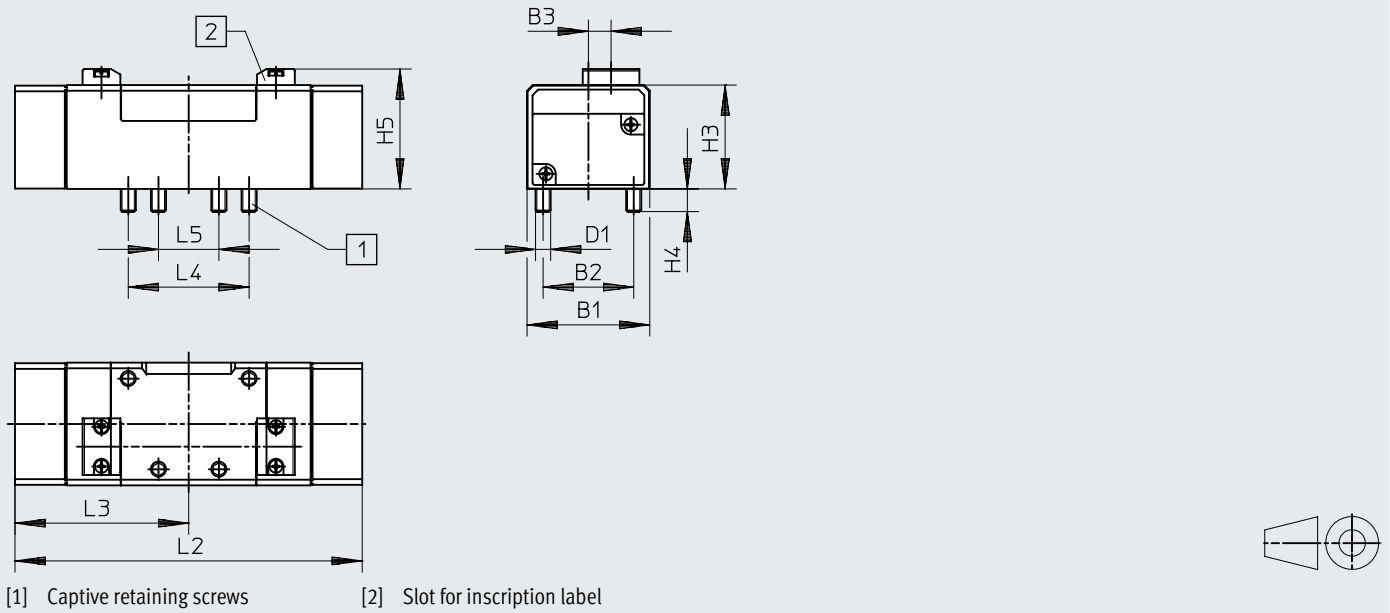 2
B3
H5
H3
L5
1
D1
H4
L4
B2
B1
L3
L2
[1] Captive retaining screws
[2] Slot for inscription label